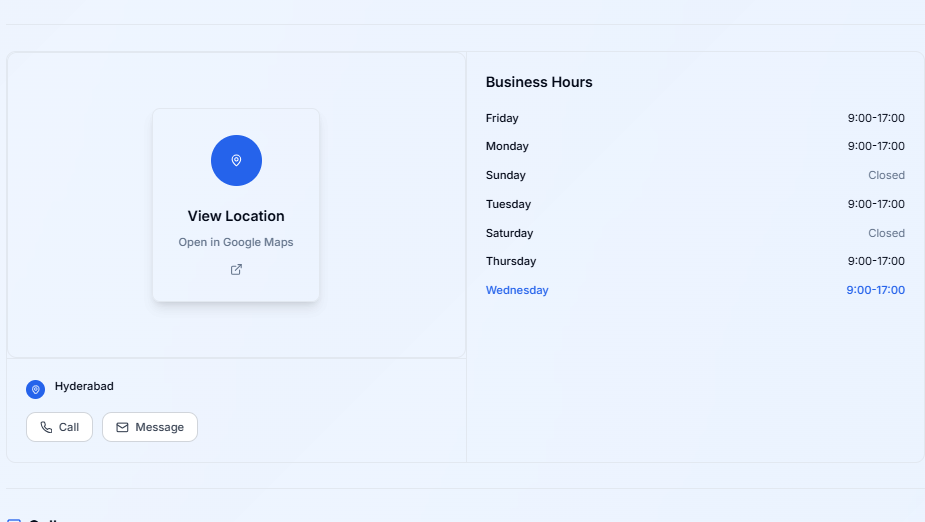 View Location
Open in Google Maps
Hyderabad
Call
Message
Business Hours
Friday 9:00-17:00
Monday 9:00-17:00
Sunday Closed
Tuesday 9:00-17:00
Saturday Closed
Thursday 9:00-17:00
Wednesday 9:00-17:00